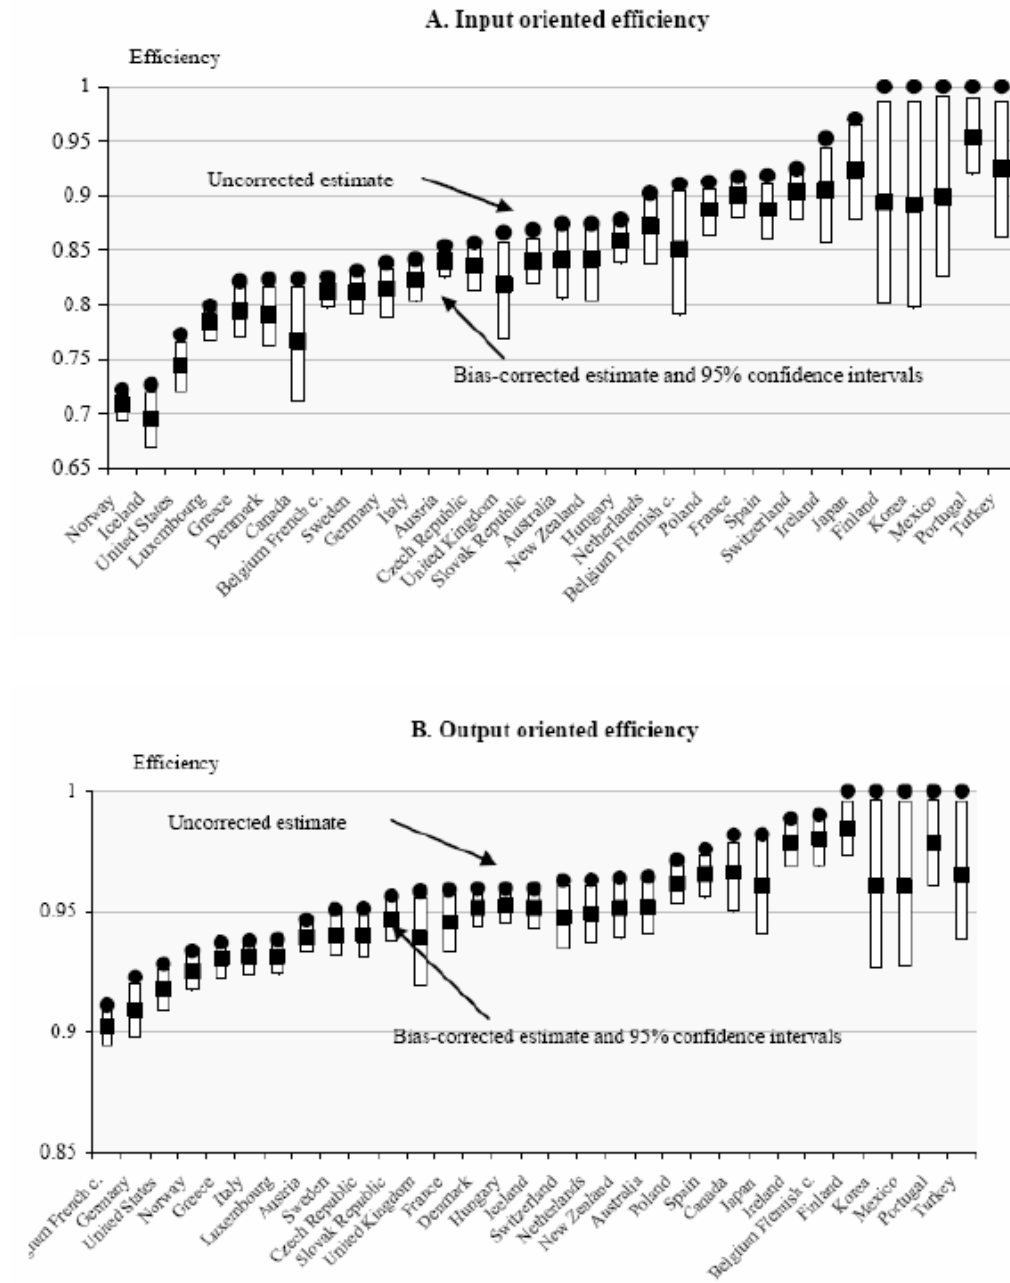 A. Input oriented efficiency
Efficiency
1
0.95
0.9
0.85
0.8
0.75
0.7
0.65
Uncorrected estimate
Bias-corrected estimate and 95% confidence intervals
Norway
Iceland
United States
Luxembourg
Greece
Denmark
Canada
Belgium French c.
Sweden
Germany
Italy
Austria
Czech Republic
United Kingdom
Slovak Republic
Australia
New Zealand
Hungary
Netherlands
Belgium Flemish c.
Poland
France
Spain
Switzerland
Ireland
Japan
Finland
Korea
Mexico
Portugal
Turkey
B. Output oriented efficiency
Efficiency
1
0.95
0.9
0.85
Uncorrected estimate
Bias-corrected estimate and 95% confidence intervals
gium French c.
Germany
United States
Norway
Greece
Italy
Luxembourg
Austria
Sweden
Czech Republic
Slovak Republic
United Kingdom
France
Denmark
Hungary
Iceland
Switzerland
Netherlands
New Zealand
Australia
Poland
Spain
Canada
Japan
Ireland
Belgium Flemish c.
Finland
Korea
Mexico
Portugal
Turkey